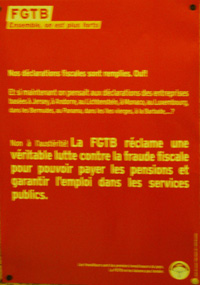 FGTB
Ensemble, on est plus forts
Nos déclarations fiscales sont remplies. Ouf!
Et si maintenant on pensait aux déclarations des entreprises
basées à Jersey, à Andorre, au Lichtenstein, à Monaco, au Luxembourg,
dans les Bermudes, au Panama, dans les Iles vierges, à la Barbade,...?
Non à l'austérité! La FGTB réclame une
véritable lutte contre la fraude fiscale
pour pouvoir payer les pensions et
garantir l'emploi dans les services
publics.